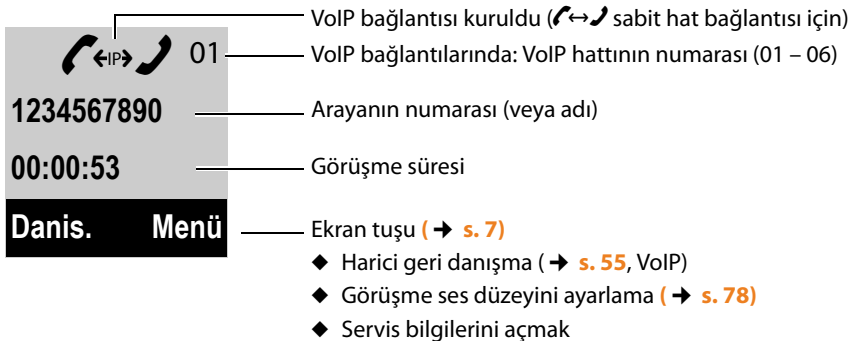 VoIP bağlantısı kuruldu (↔ sabit hat bağlantısı için)
IP 01 VoIP bağlantılarında: VoIP hattının numarası (01 – 06)
1234567890 Arayanın numarası (veya adı)
00:00:53 Görüşme süresi
Danis. Menü Ekran tuşu ( ➔ s. 7)
◆ Harici geri danışma ( ➔ s. 55, VoIP)
◆ Görüşme ses düzeyini ayarlama ( ➔ s. 78)
◆ Servis bilgilerini açmak